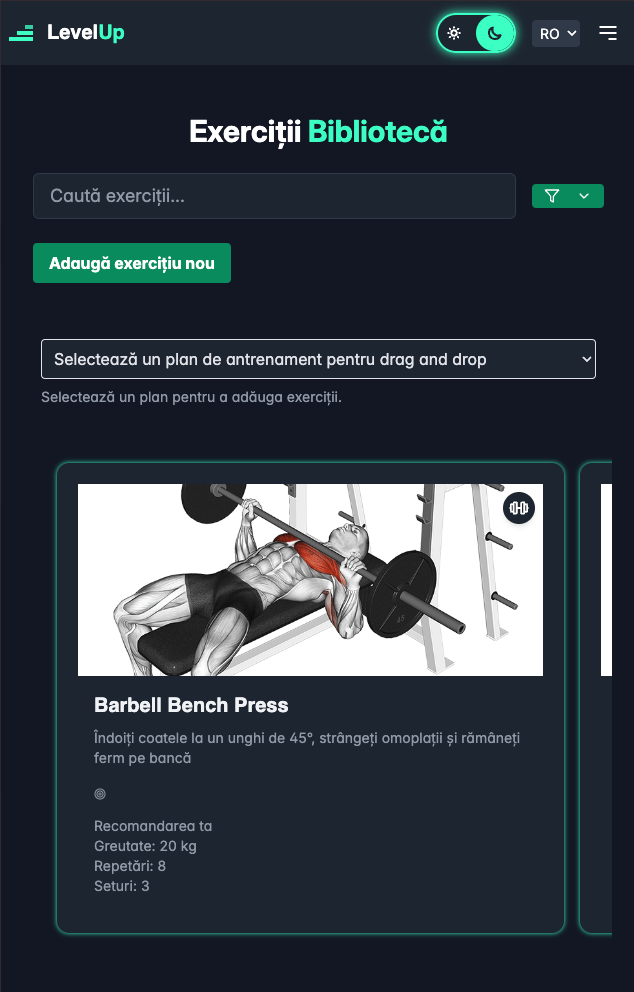 LevelUp
RO
Exerciții Bibliotecă
Caută exerciții...
Adaugă exercițiu nou
Selectează un plan de antrenament pentru drag and drop
Selectează un plan pentru a adăuga exerciții.
45
Barbell Bench Press
Îndoiți coatele la un unghi de 45°, strângeți omoplații și rămâneți
ferm pe bancă
Recomandarea ta
Greutate: 20 kg
Repetări: 8
Seturi: 3